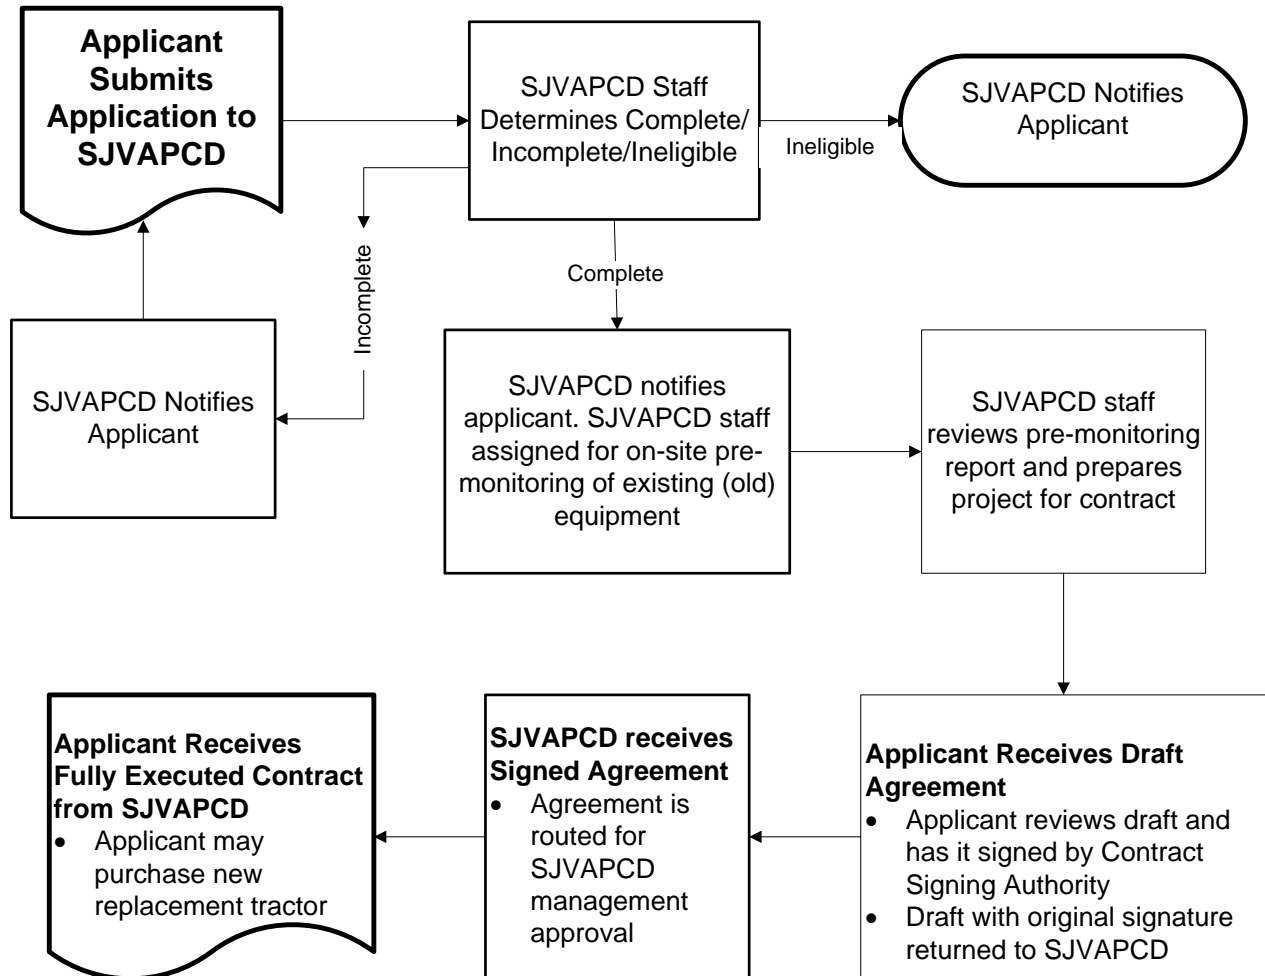 Applicant
Submits
Application to
SJVAPCD
SJVAPCD Staff
Determines Complete/
Incomplete/Ineligible
Ineligible
SJVAPCD Notifies
Applicant
Incomplete
Complete
SJVAPCD Notifies
Applicant
SJVAPCD notifies
applicant. SJVAPCD staff
assigned for on-site pre-
monitoring of existing (old)
equipment
SJVAPCD staff
reviews pre-monitoring
report and prepares
project for contract
Applicant Receives Draft
Agreement
• Applicant reviews draft and
has it signed by Contract
Signing Authority
• Draft with original signature
returned to SJVAPCD
SJVAPCD receives
Signed Agreement
• Agreement is
routed for
SJVAPCD
management
approval
Applicant Receives
Fully Executed Contract
from SJVAPCD
• Applicant may
purchase new
replacement tractor